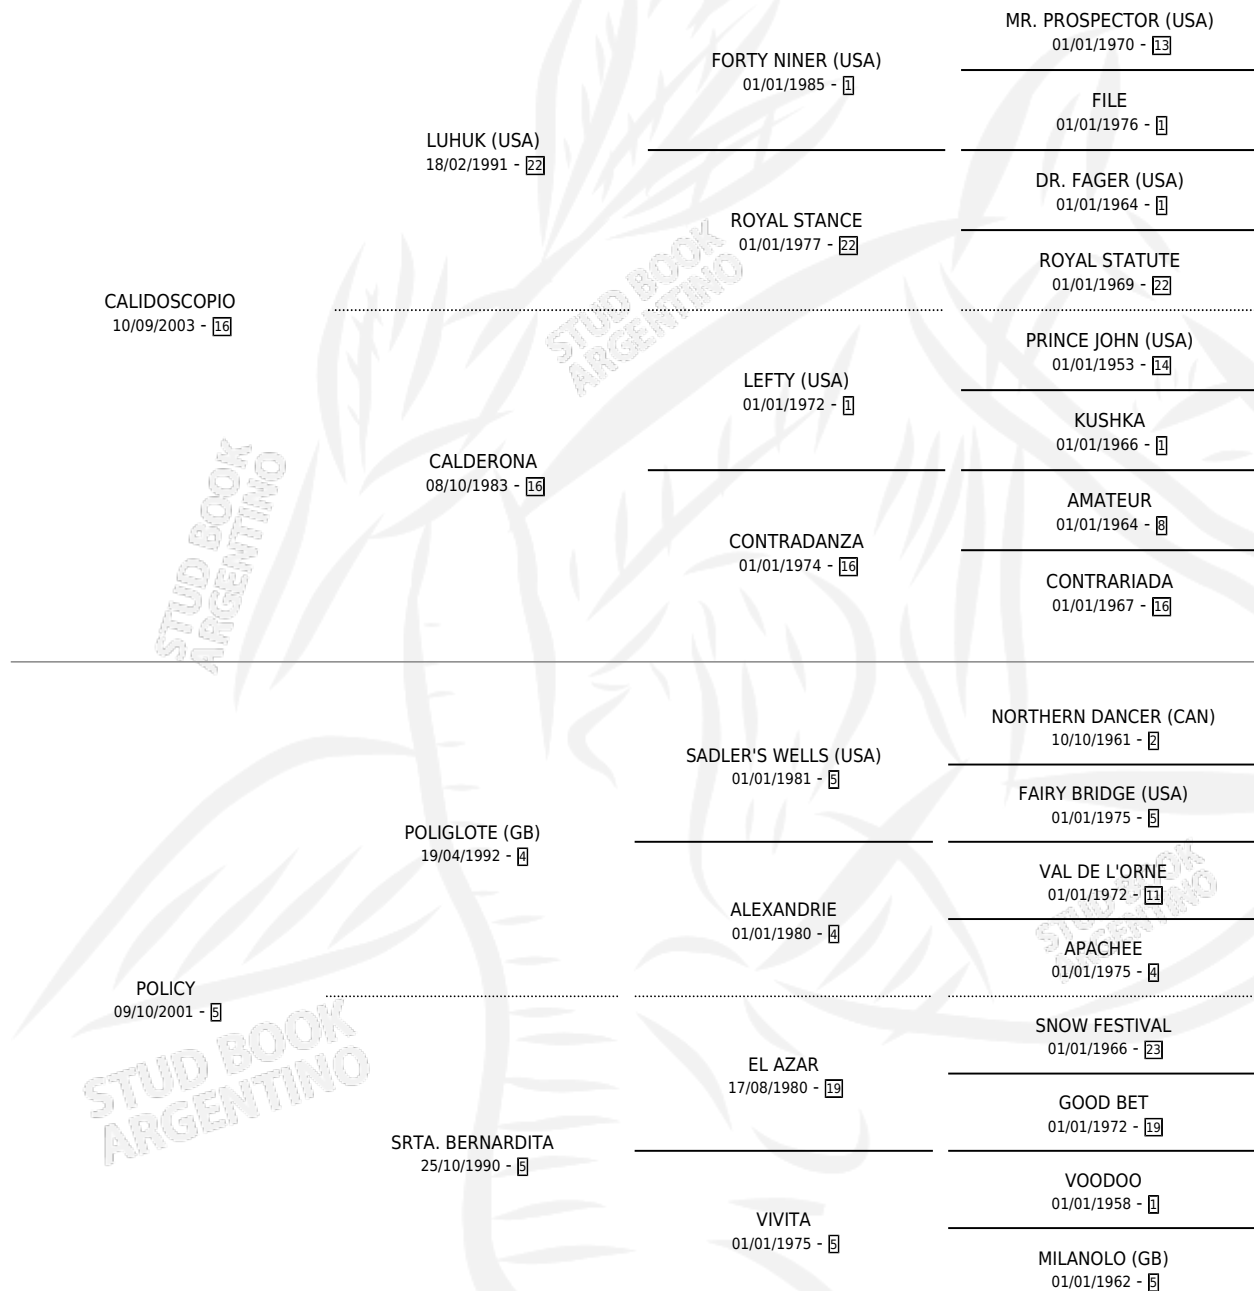 MR. PROSPECTOR (USA)
01/01/1970 - 13
FORTY NINER (USA)
01/01/1985 - 1
FILE
01/01/1976 - 1
LUHUK (USA)
18/02/1991 - 22
DR. FAGER (USA)
01/01/1964 - 1
ROYAL STANCE
01/01/1977 - 22
ROYAL STATUTE
01/01/1969 - 22
CALIDOSCOPIO
10/09/2003 - 16
PRINCE JOHN (USA)
01/01/1953 - 14
LEFTY (USA)
01/01/1972 - 1
KUSHKA
01/01/1966 - 1
CALDERONA
08/10/1983 - 16
AMATEUR
01/01/1964 - 8
CONTRADANZA
01/01/1974 - 16
CONTRARIADA
01/01/1967 - 16
NORTHERN DANCER (CAN)
10/10/1961 - 2
SADLER'S WELLS (USA)
01/01/1981 - 5
FAIRY BRIDGE (USA)
01/01/1975 - 5
POLIGLOTE (GB)
19/04/1992 - 4
VAL DE L'ORNE
01/01/1972 - 11
ALEXANDRIE
01/01/1980 - 4
APACHEE
01/01/1975 - 4
POLICY
09/10/2001 - 5
SNOW FESTIVAL
01/01/1966 - 23
EL AZAR
17/08/1980 - 19
GOOD BET
01/01/1972 - 19
SRTA. BERNARDITA
25/10/1990 - 5
VOODOO
01/01/1958 - 1
VIVITA
01/01/1975 - 5
MILANOLO (GB)
01/01/1962 - 5
STUD BOOK
ARGENTINO
STUD BOOK
ARGENTINO
STUD BOOK
ARGENTINO
STUD BOOK
ARGENTINO